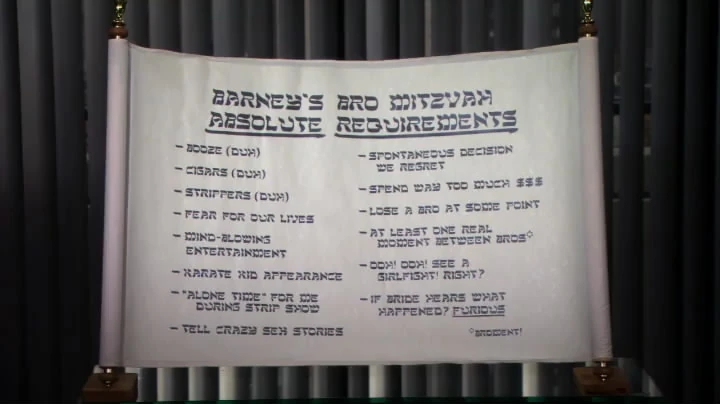 BARNEY'S BRO MITZVAH
ABSOLUTE REQUIREMENTS
- BOOZE (DUH)
- CIGARS (DUH)
- STRIPPERS (DUH)
- FEAR FOR OUR LIVES
- MIND-BLOWING
ENTERTAINMENT
- KARATE KID APPEARANCE
- "ALONE TIME" FOR ME
DURING STRIP SHOW
- TELL CRAZY SEX STORIES
- SPONTANEOUS DECISION
WE REGRET
- SPEND WAY TOO MUCH $$$
- LOSE A BRO AT SOME POINT
- AT LEAST ONE REAL
MOMENT BETWEEN BROS◊
- OOH! OOH! SEE A
GIRLFIGHT! RIGHT?
- IF BRIDE HEARS WHAT
HAPPENED? FURIOUS
◊BROMENT!